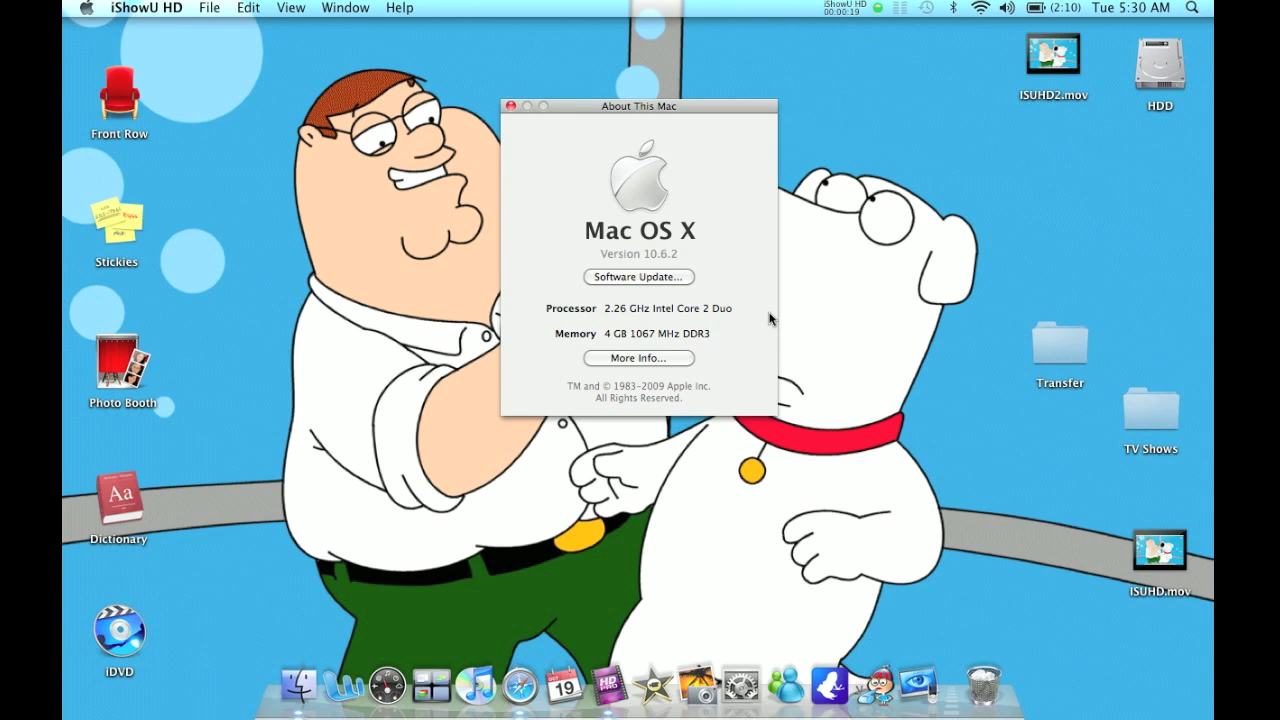 iShowU HD File Edit View Window Help
iShowU HD
00:00:19
(2:10) Tue 5:30 AM
Front Row
Stickies
Photo Booth
Dictionary
Aa
iDVD
About This Mac
Mac OS X
Version 10.6.2
Software Update...
Processor 2.26 GHz Intel Core 2 Duo
Memory 4 GB 1067 MHz DDR3
More Info...
TM and © 1983-2009 Apple Inc.
All Rights Reserved.
ISUHD2.mov
HDD
Transfer
TV Shows
ISUHD.mov
19
HD
PRO